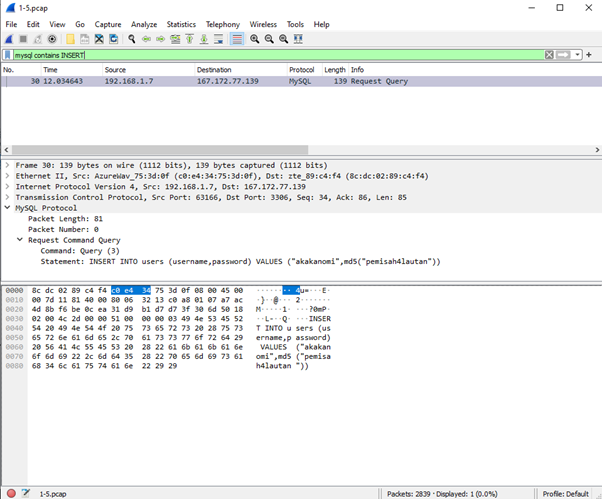 1-5.pcap
File Edit View Go Capture Analyze Statistics Telephony Wireless Tools Help
mysql contains INSERT
No. Time Source Destination Protocol Length Info
30 12.034643 192.168.1.7 167.172.77.139 MySQL 139 Request Query
Frame 30: 139 bytes on wire (1112 bits), 139 bytes captured (1112 bits)
Ethernet II, Src: AzureWav_75:3d:0f (c0:e4:34:75:3d:0f), Dst: zte_89:c4:f4 (8c:dc:02:89:c4:f4)
Internet Protocol Version 4, Src: 192.168.1.7, Dst: 167.172.77.139
Transmission Control Protocol, Src Port: 63166, Dst Port: 3306, Seq: 34, Ack: 86, Len: 85
MySQL Protocol
Packet Length: 81
Packet Number: 0
Request Command Query
Command: Query (3)
Statement: INSERT INTO users (username,password) VALUES ("akakanomi",md5("pemisah4lautan"))
0000 8c dc 02 89 c4 f4 c0 e4 34 75 3d 0f 08 00 45 00 ········4u=···E·
0010 00 7d 11 81 40 00 80 06 32 13 c0 a8 01 07 a7 ac ·}··@···2·······
0020 4d 8b f6 be 0c ea 31 d9 b1 d7 d7 3f 30 6d 50 18 M·····1····?0mP·
0030 02 00 4c 2d 00 00 51 00 00 00 03 49 4e 53 45 52 ··L-··Q····INSER
0040 54 20 49 4e 54 4f 20 75 73 65 72 73 20 28 75 73 T INTO users (us
0050 65 72 6e 61 6d 65 2c 70 61 73 73 77 6f 72 64 29 ername,password)
0060 20 56 41 4c 55 45 53 20 28 22 61 6b 61 6b 61 6e VALUES ("akakan
0070 6f 6d 69 22 2c 6d 64 35 28 22 70 65 6d 69 73 61 omi",md5("pemisa
0080 68 34 6c 61 75 74 61 6e 22 29 29 h4lautan"))
1-5.pcap
Packets: 2839 · Displayed: 1 (0.0%)
Profile: Default